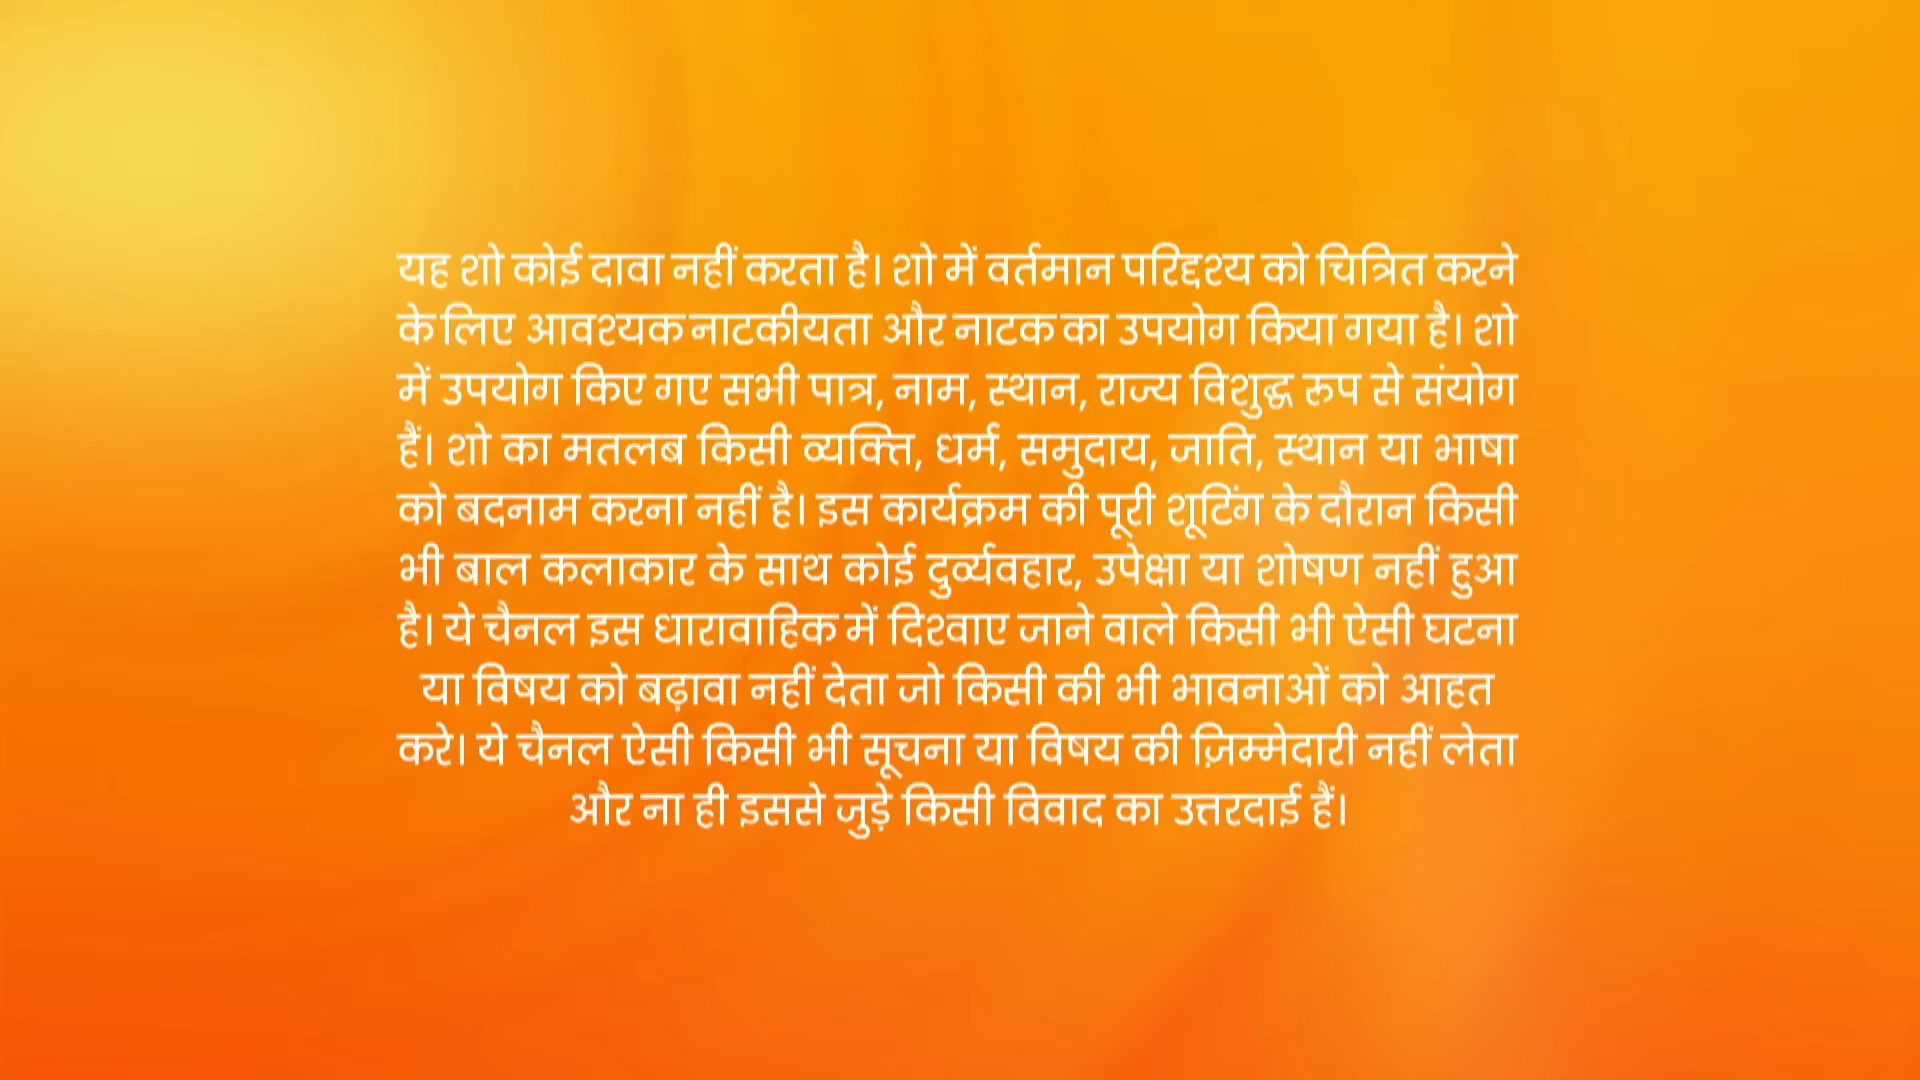 यह शो कोई दावा नहीं करता है। शो में वर्तमान परिदृश्य को चित्रित करने
के लिए आवश्यक नाटकीयता और नाटक का उपयोग किया गया है। शो
में उपयोग किए गए सभी पात्र, नाम, स्थान, राज्य विशुद्ध रुप से संयोग
हैं। शो का मतलब किसी व्यक्ति, धर्म, समुदाय, जाति, स्थान या भाषा
को बदनाम करना नहीं है। इस कार्यक्रम की पूरी शूटिंग के दौरान किसी
भी बाल कलाकार के साथ कोई दुर्व्यवहार, उपेक्षा या शोषण नहीं हुआ
है। ये चैनल इस धारावाहिक में दिखाए जाने वाले किसी भी ऐसी घटना
या विषय को बढ़ावा नहीं देता जो किसी की भी भावनाओं को आहत
करे। ये चैनल ऐसी किसी भी सूचना या विषय की ज़िम्मेदारी नहीं लेता
और ना ही इससे जुड़े किसी विवाद का उत्तरदाई हैं।